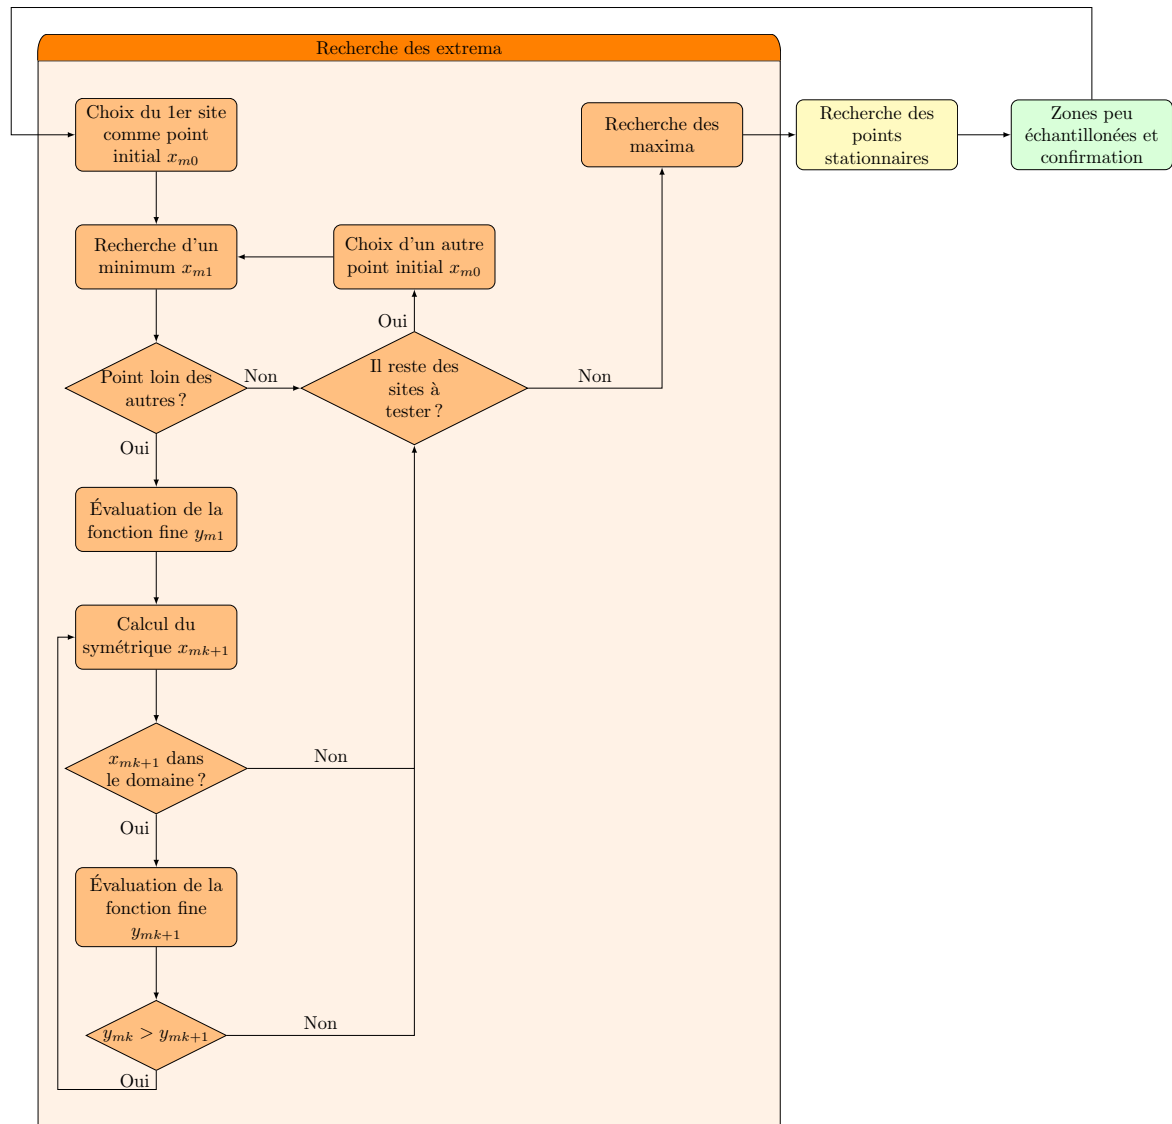 Recherche des extrema
Choix du 1er site
comme point
initial $x_{m0}$
Recherche des
maxima
Recherche des
points
stationnaires
Zones peu
échantillonées et
confirmation
Recherche d'un
minimum $x_{m1}$
Choix d'un autre
point initial $x_{m0}$
Oui
Point loin des
autres ?
Non
Il reste des
sites à
tester ?
Non
Oui
Évaluation de la
fonction fine $y_{m1}$
Calcul du
symétrique $x_{mk+1}$
$x_{mk+1}$ dans
le domaine ?
Non
Oui
Évaluation de la
fonction fine
$y_{mk+1}$
$y_{mk} > y_{mk+1}$
Non
Oui